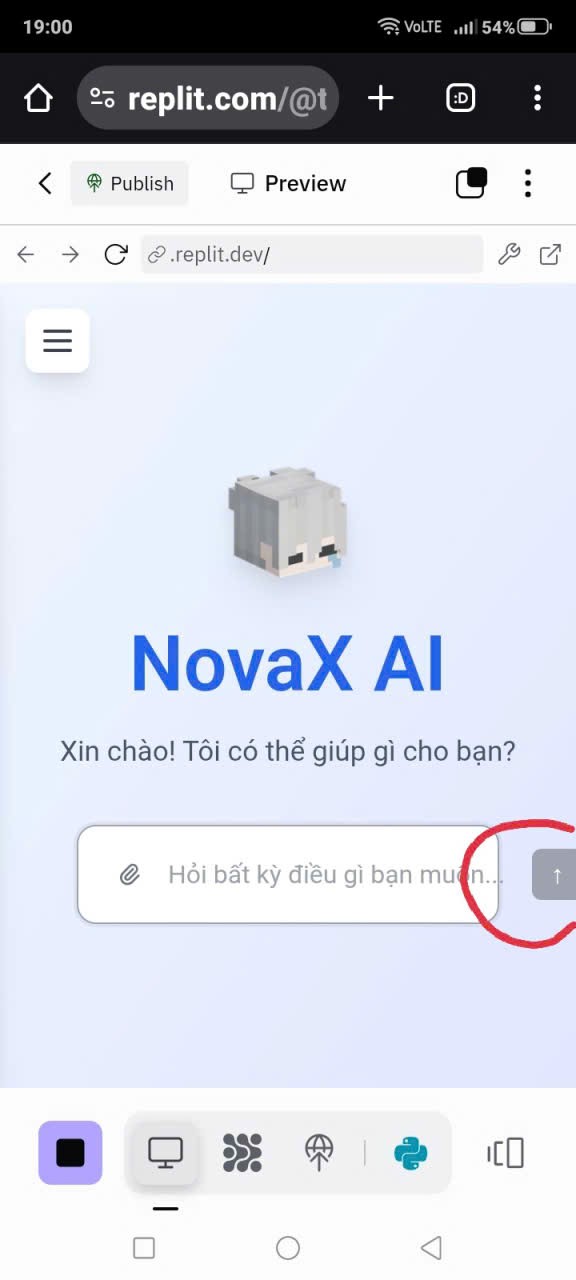 19:00
VoLTE
54%
replit.com/@t
:D
Publish
Preview
.replit.dev/
NovaX AI
Xin chào! Tôi có thể giúp gì cho bạn?
Hỏi bất kỳ điều gì bạn muốn...